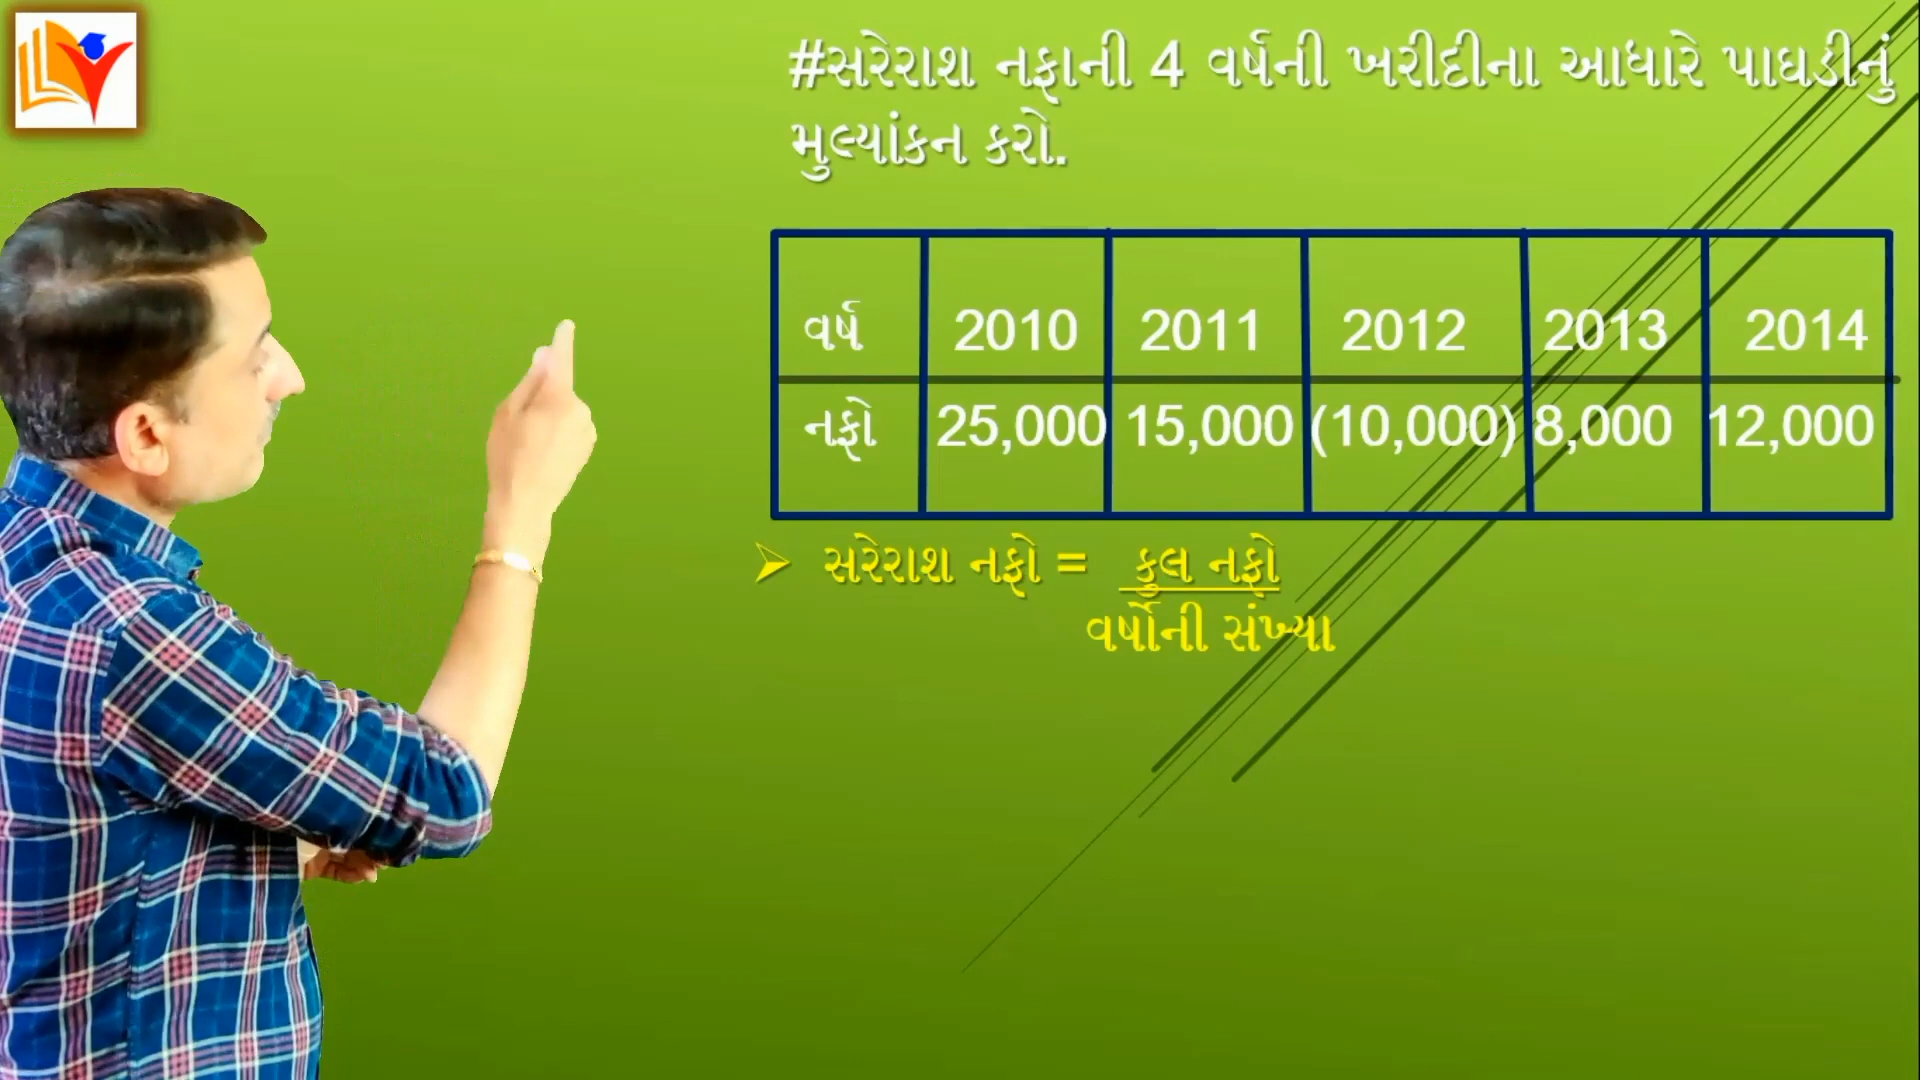 #સરેરાશ નફાની 4 વર્ષની ખરીદીના આધારે પાઘડીનું
મુલ્યાંકન કરો.
વર્ષ 2010 2011 2012 2013 2014
નફો 25,000 15,000 (10,000) 8,000 12,000
➢ સરેરાશ નફો = કુલ નફો
વર્ષોની સંખ્યા